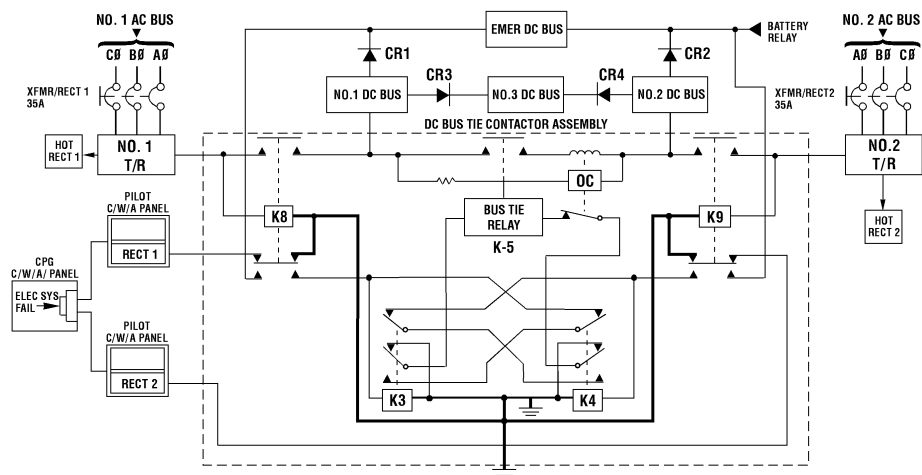 NO. 1 AC BUS
CØ BØ AØ
XFMR/RECT 1
35A
HOT
RECT 1
NO. 1
T/R
EMER DC BUS
BATTERY
RELAY
CR1
CR2
CR3
CR4
NO.1 DC BUS
NO.3 DC BUS
NO.2 DC BUS
DC BUS TIE CONTACTOR ASSEMBLY
NO. 2 AC BUS
AØ BØ CØ
XFMR/RECT2
35A
NO.2
T/R
HOT
RECT 2
OC
K8
BUS TIE
RELAY
K-5
K9
PILOT
C/W/A PANEL
RECT 1
CPG
C/W/A/ PANEL
ELEC SYS
FAIL
PILOT
C/W/A PANEL
RECT 2
K3
K4